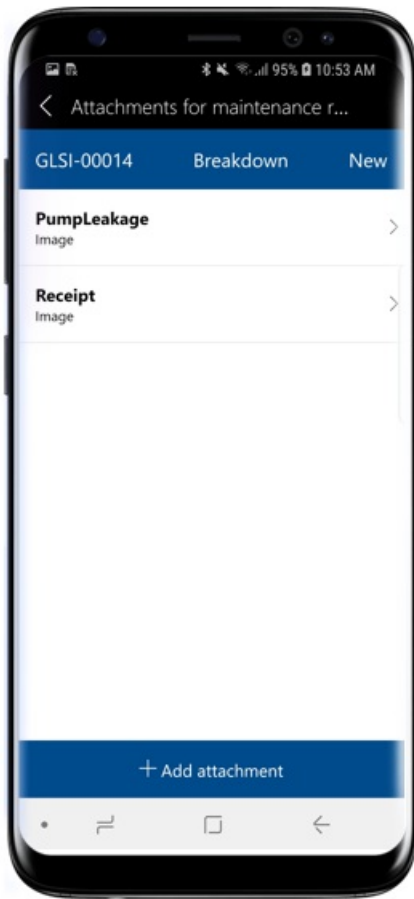 95% 10:53 AM
Attachments for maintenance r...
GLSI-00014 Breakdown New
PumpLeakage
Image
Receipt
Image
Add attachment